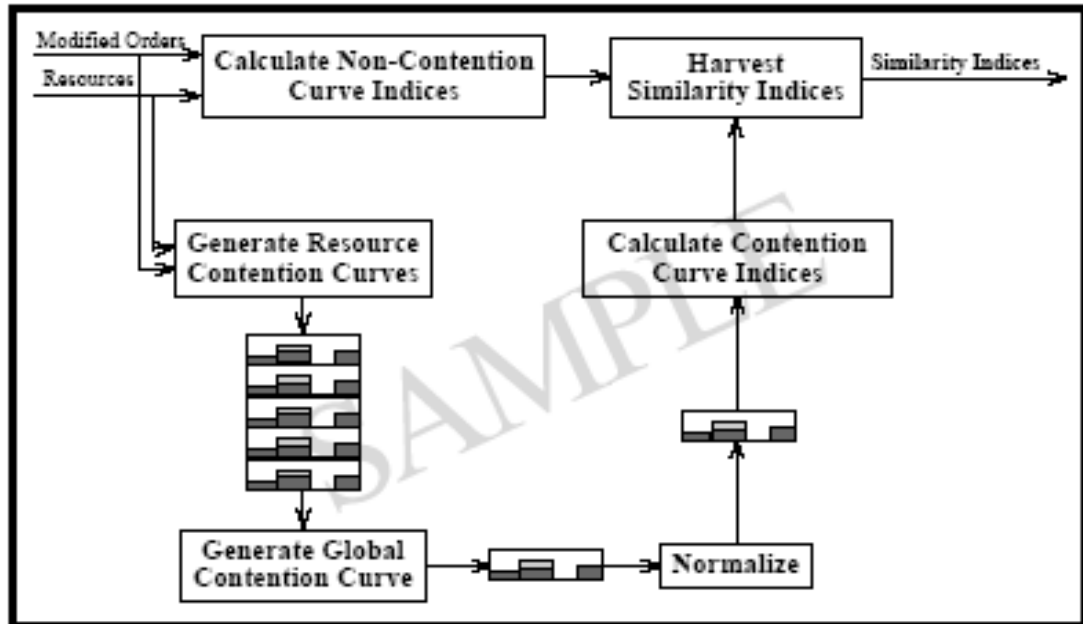 Modified Orders
Resources
Calculate Non-Contention
Curve Indices
Harvest
Similarity Indices
Similarity Indices
Generate Resource
Contention Curves
Calculate Contention
Curve Indices
SAMPLE
Generate Global
Contention Curve
Normalize